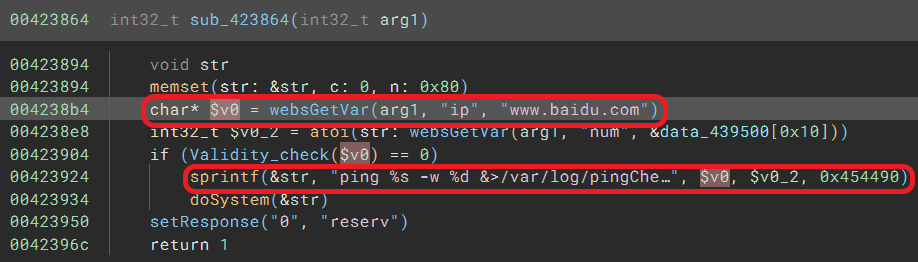 00423864 int32_t sub_423864(int32_t arg1)
00423894 void str
00423894 memset(str: &str, c: 0, n: 0x80)
004238b4 char* $v0 = websGetVar(arg1, "ip", "www.baidu.com")
004238e8 int32_t $v0_2 = atoi(str: websGetVar(arg1, "num", &data_439500[0x10]))
00423904 if (Validity_check($v0) == 0)
00423924 sprintf(&str, "ping %s -w %d &>/var/log/pingChe…", $v0, $v0_2, 0x454490)
00423934 doSystem(&str)
00423950 setResponse("0", "reserv")
0042396c return 1